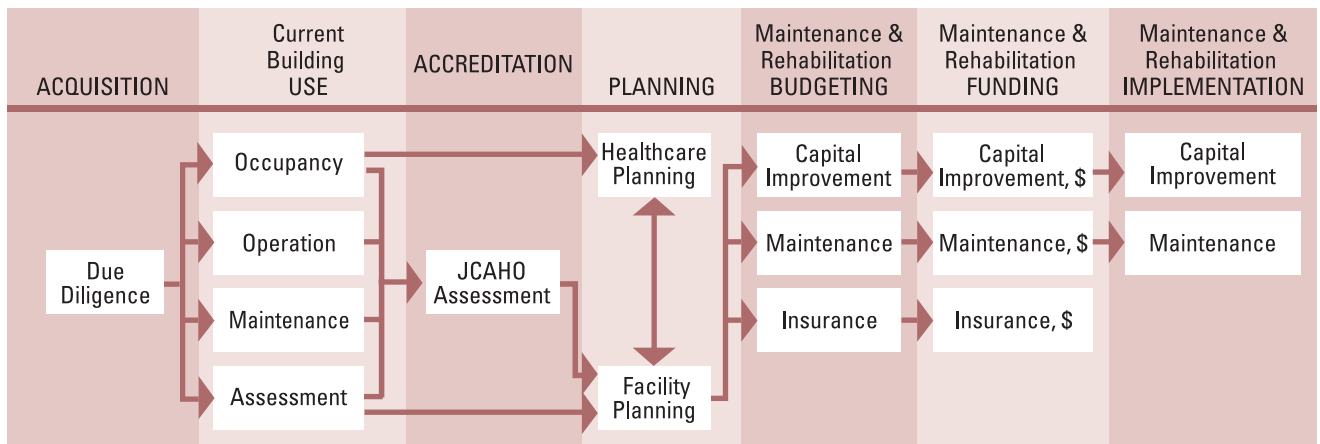 ACQUISITION
Current
Building
USE
ACCREDITATION
PLANNING
Maintenance &
Rehabilitation
BUDGETING
Maintenance &
Rehabilitation
FUNDING
Maintenance &
Rehabilitation
IMPLEMENTATION
Due
Diligence
Occupancy
Operation
Maintenance
Assessment
JCAHO
Assessment
Healthcare
Planning
Facility
Planning
Capital
Improvement
Maintenance
Insurance
Capital
Improvement, $
Maintenance, $
Insurance, $
Capital
Improvement
Maintenance